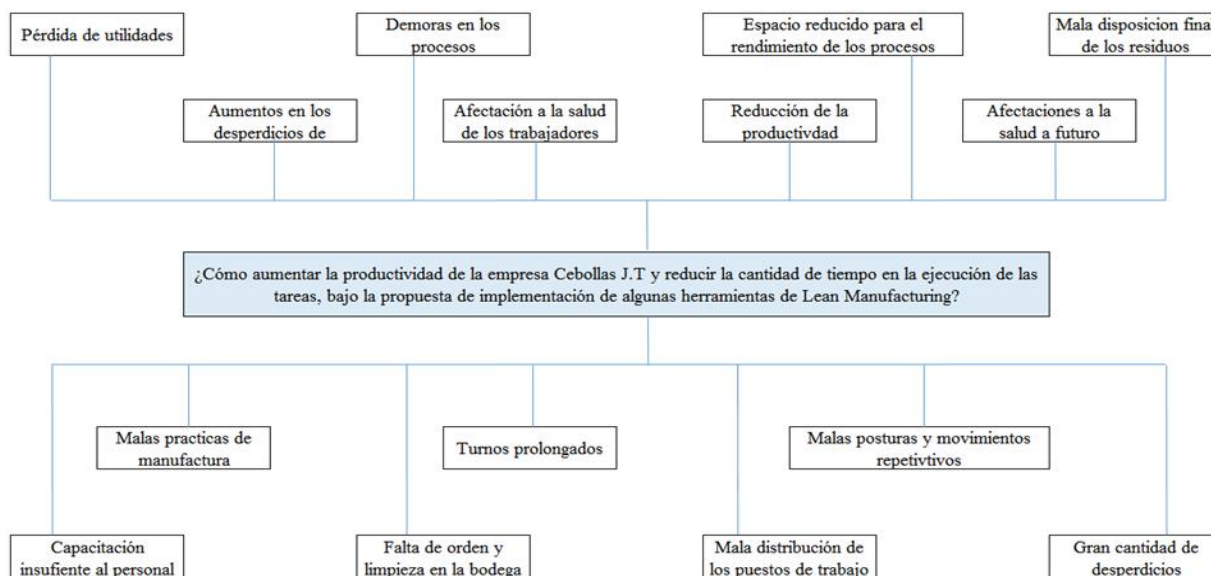 Pérdida de utilidades
Demoras en los
procesos
Espacio reducido para el
rendimiento de los procesos
Mala disposicion final
de los residuos
Aumentos en los
desperdicios de
Afectación a la salud
de los trabajadores
Reducción de la
productivdad
Afectaciones a la
salud a futuro
¿Cómo aumentar la productividad de la empresa Cebollas J.T y reducir la cantidad de tiempo en la ejecución de las
tareas, bajo la propuesta de implementación de algunas herramientas de Lean Manufacturing?
Malas practicas de
manufactura
Turnos prolongados
Malas posturas y movimientos
repetivtivos
Capacitación
insufiente al personal
Falta de orden y
limpieza en la bodega
Mala distribución de
los puestos de trabajo
Gran cantidad de
desperdicios